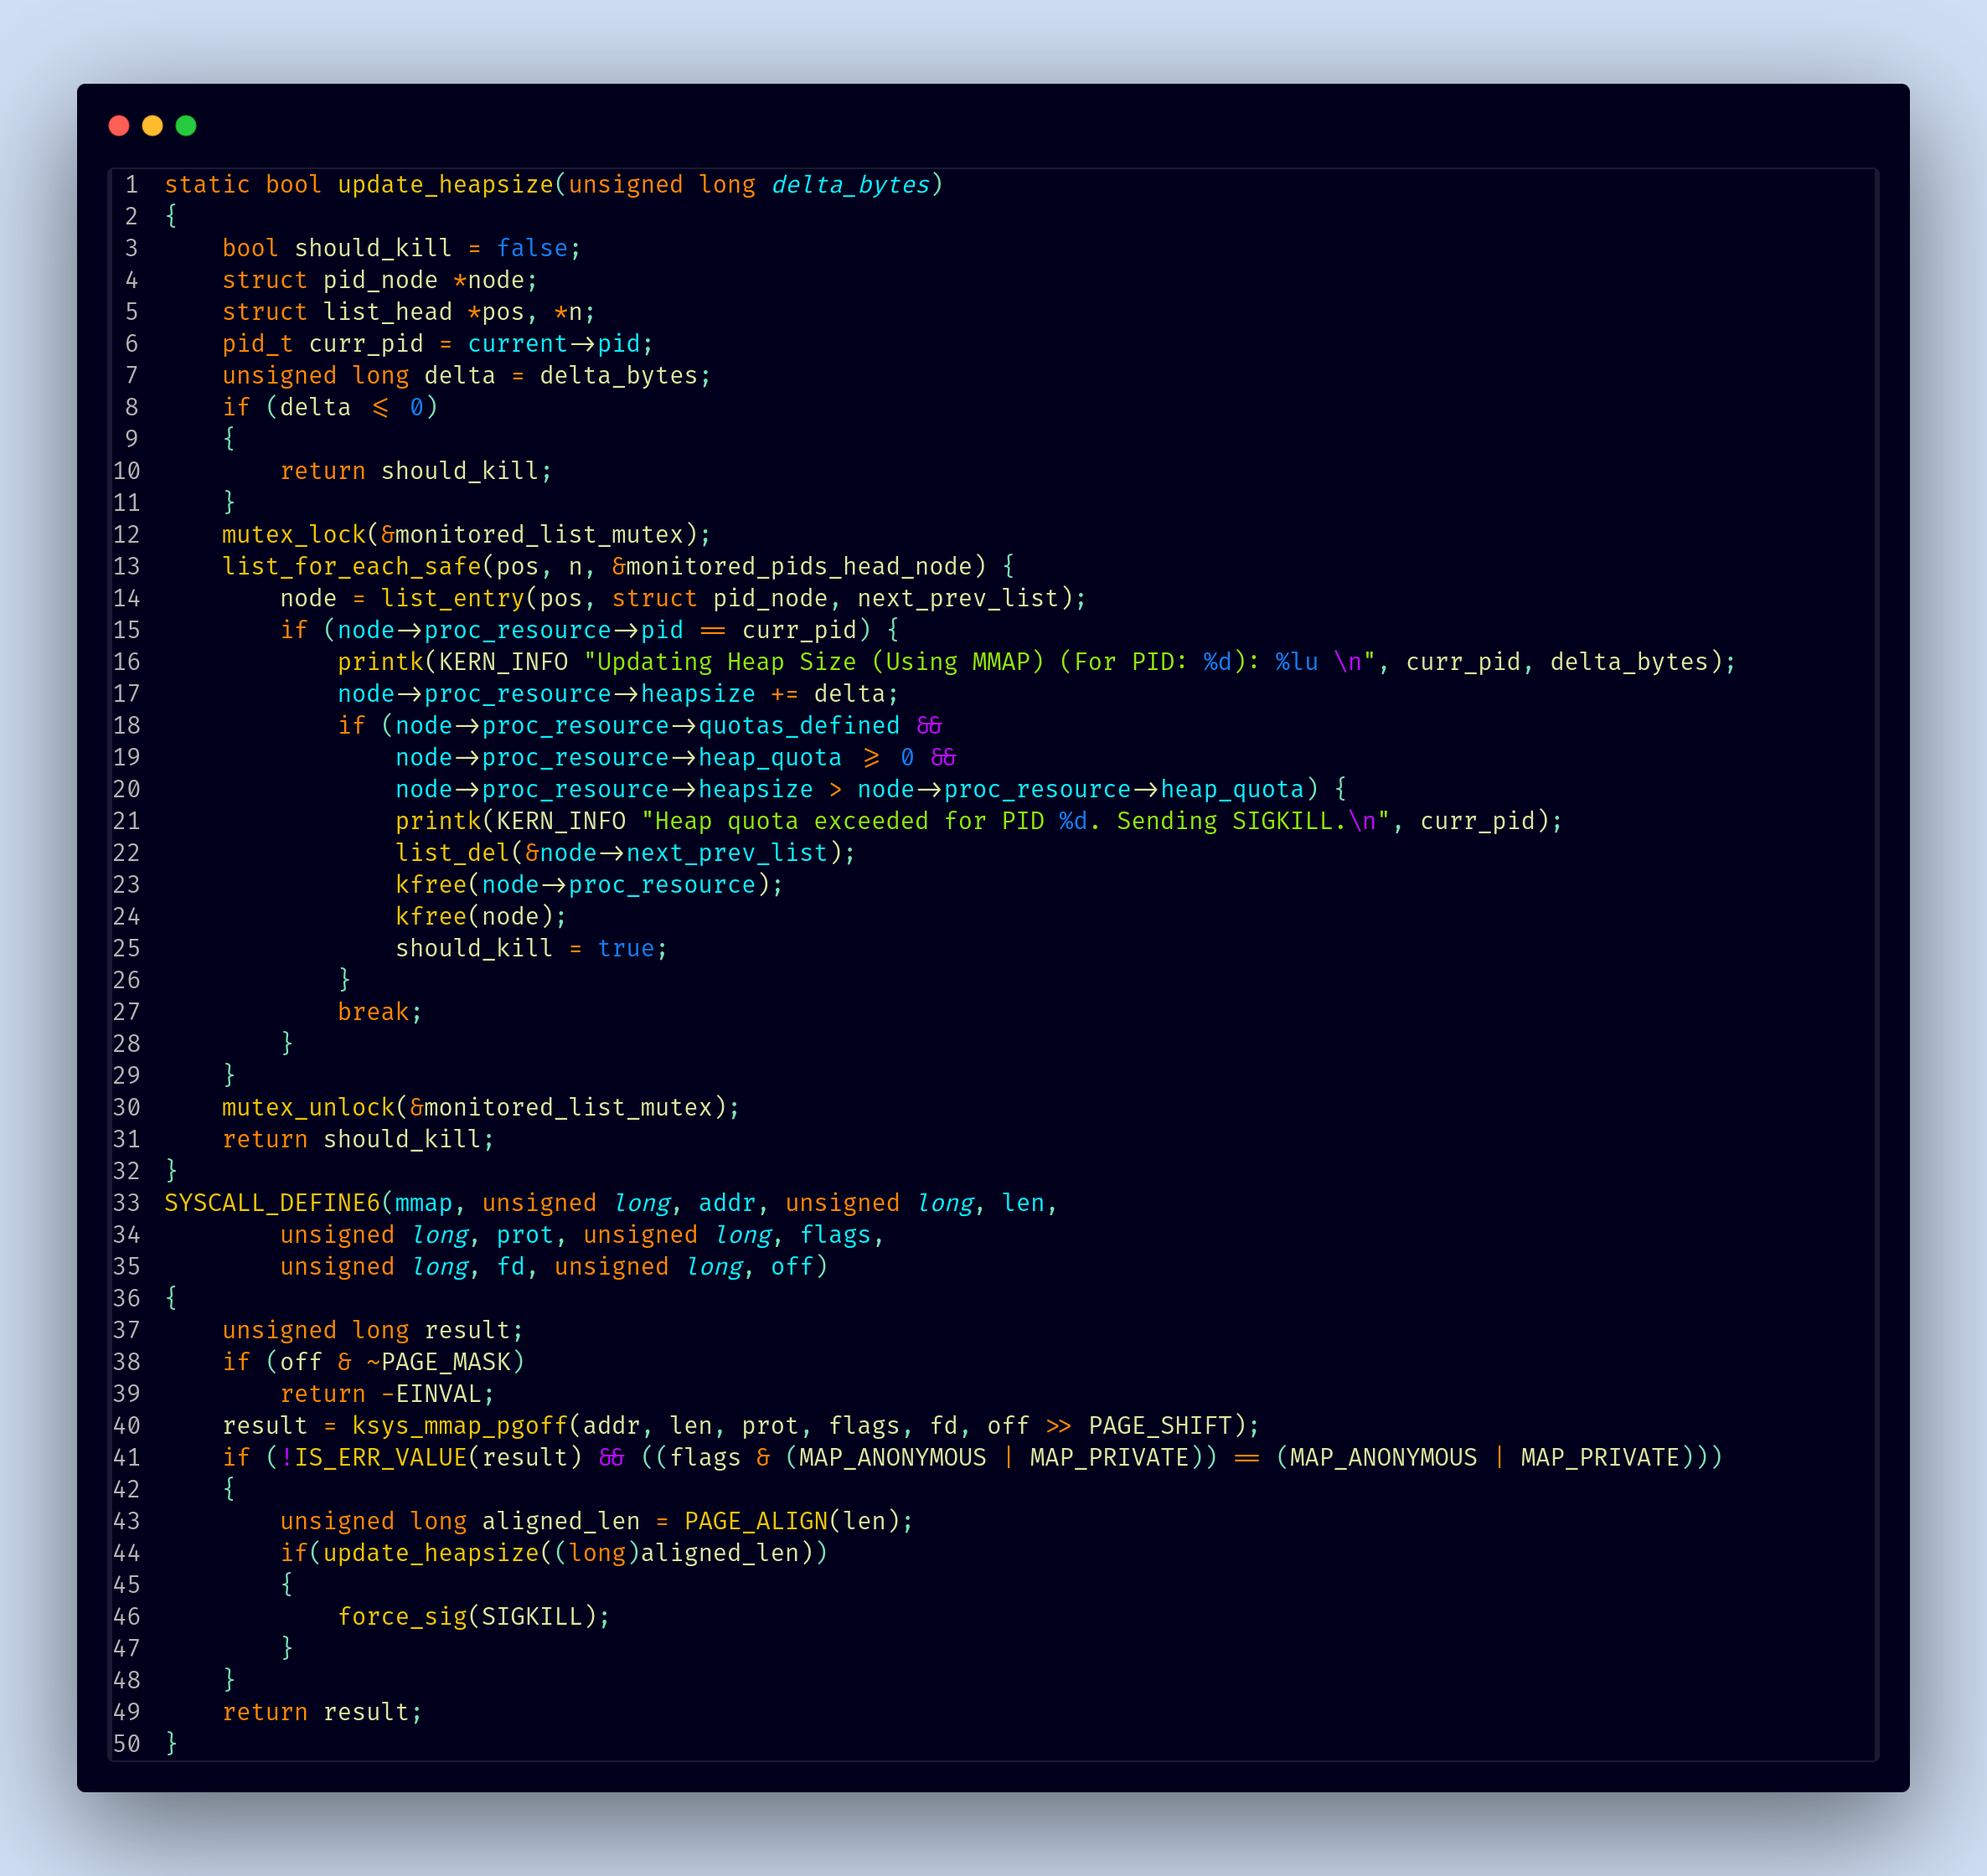 1 static bool update_heapsize(unsigned long delta_bytes)
2 {
3     bool should_kill = false;
4     struct pid_node *node;
5     struct list_head *pos, *n;
6     pid_t curr_pid = current->pid;
7     unsigned long delta = delta_bytes;
8     if (delta <= 0)
9     {
10         return should_kill;
11     }
12     mutex_lock(&monitored_list_mutex);
13     list_for_each_safe(pos, n, &monitored_pids_head_node) {
14         node = list_entry(pos, struct pid_node, next_prev_list);
15         if (node->proc_resource->pid == curr_pid) {
16             printk(KERN_INFO "Updating Heap Size (Using MMAP) (For PID: %d): %lu \n", curr_pid, delta_bytes);
17             node->proc_resource->heapsize += delta;
18             if (node->proc_resource->quotas_defined &&
19                 node->proc_resource->heap_quota >= 0 &&
20                 node->proc_resource->heapsize > node->proc_resource->heap_quota) {
21                 printk(KERN_INFO "Heap quota exceeded for PID %d. Sending SIGKILL.\n", curr_pid);
22                 list_del(&node->next_prev_list);
23                 kfree(node->proc_resource);
24                 kfree(node);
25                 should_kill = true;
26             }
27             break;
28         }
29     }
30     mutex_unlock(&monitored_list_mutex);
31     return should_kill;
32 }
33 SYSCALL_DEFINE6(mmap, unsigned long, addr, unsigned long, len,
34         unsigned long, prot, unsigned long, flags,
35         unsigned long, fd, unsigned long, off)
36 {
37     unsigned long result;
38     if (off & ~PAGE_MASK)
39         return -EINVAL;
40     result = ksys_mmap_pgoff(addr, len, prot, flags, fd, off >> PAGE_SHIFT);
41     if (!IS_ERR_VALUE(result) && ((flags & (MAP_ANONYMOUS | MAP_PRIVATE)) == (MAP_ANONYMOUS | MAP_PRIVATE)))
42     {
43         unsigned long aligned_len = PAGE_ALIGN(len);
44         if(update_heapsize((long)aligned_len))
45         {
46             force_sig(SIGKILL);
47         }
48     }
49     return result;
50 }